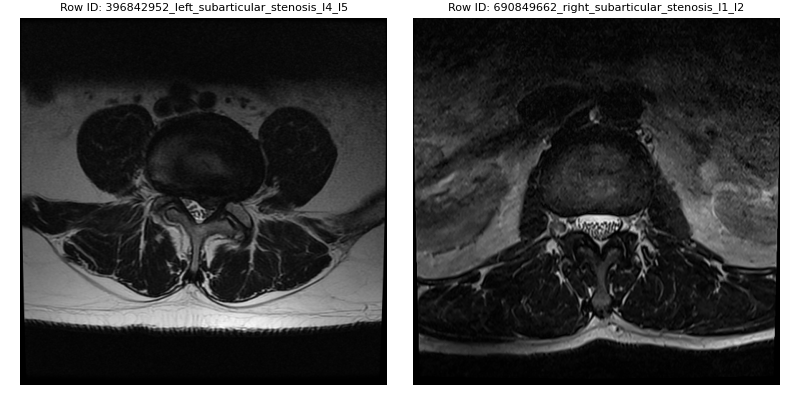 Row ID: 396842952_left_subarticular_stenosis_l4_l5
Row ID: 690849662_right_subarticular_stenosis_l1_l2